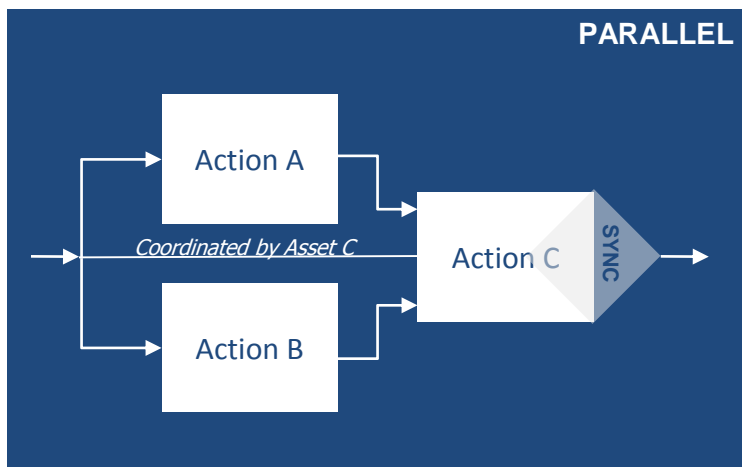 PARALLEL
Action A
Coordinated by Asset C
Action C
SYNC
Action B